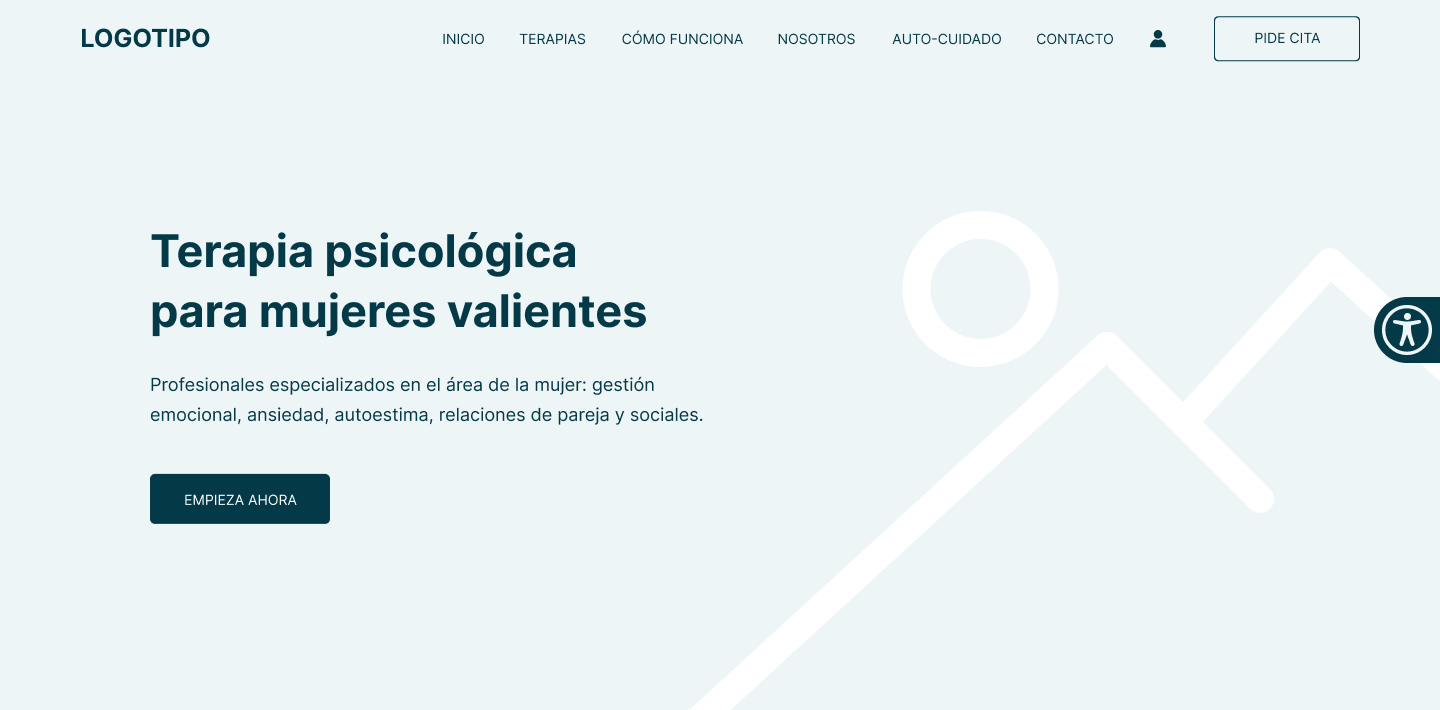 LOGOTIPO
INICIO TERAPIAS CÓMO FUNCIONA NOSOTROS AUTO-CUIDADO CONTACTO PIDE CITA
Terapia psicológica
para mujeres valientes
Profesionales especializados en el área de la mujer: gestión
emocional, ansiedad, autoestima, relaciones de pareja y sociales.
EMPIEZA AHORA